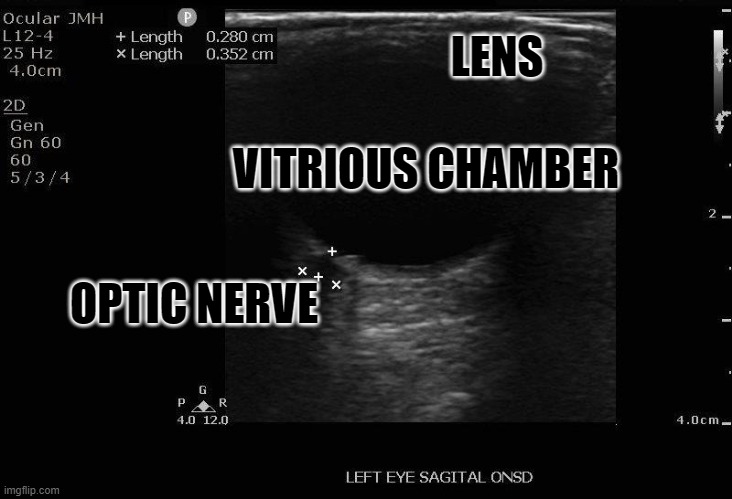 Ocular JMH
L12-4
25 Hz
4.0cm
2D
Gen
Gn 60
60
5/3/4
P
+ Length 0.280 cm
× Length 0.352 cm
LENS
VITRIOUS CHAMBER
2
OPTIC NERVE
G
P R
4.0 12.0
4.0cm
LEFT EYE SAGITAL ONSD
imgflip.com